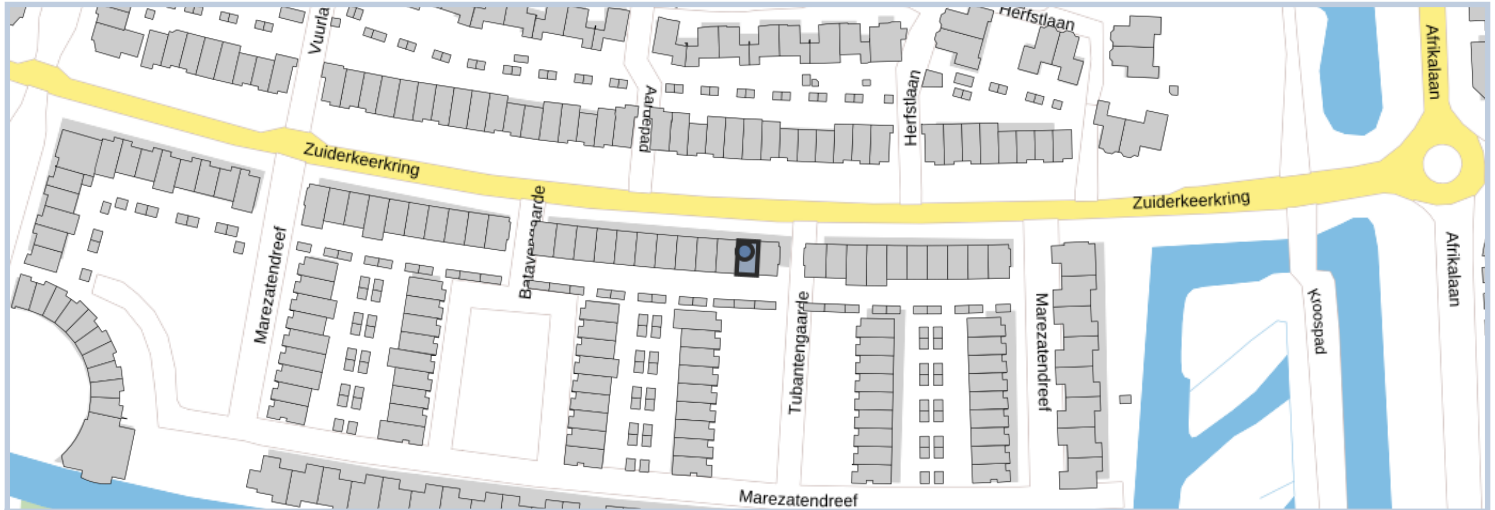 Vuurla
Herfstlaan
Afrikalaan
Aardepad
Herfstlaan
Zuiderkeerkring
Zuiderkeerkring
Batavengaarde
Marezatendreef
Afrikalaan
Tubantengaarde
Marezatendreef
Kroospad
Marezatendreef